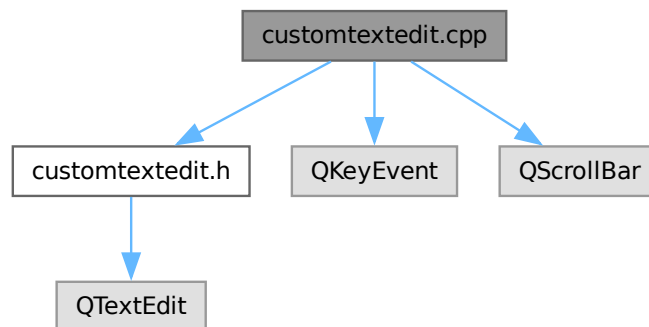 customtextedit.cpp
customtextedit.h
QKeyEvent
QScrollBar
QTextEdit